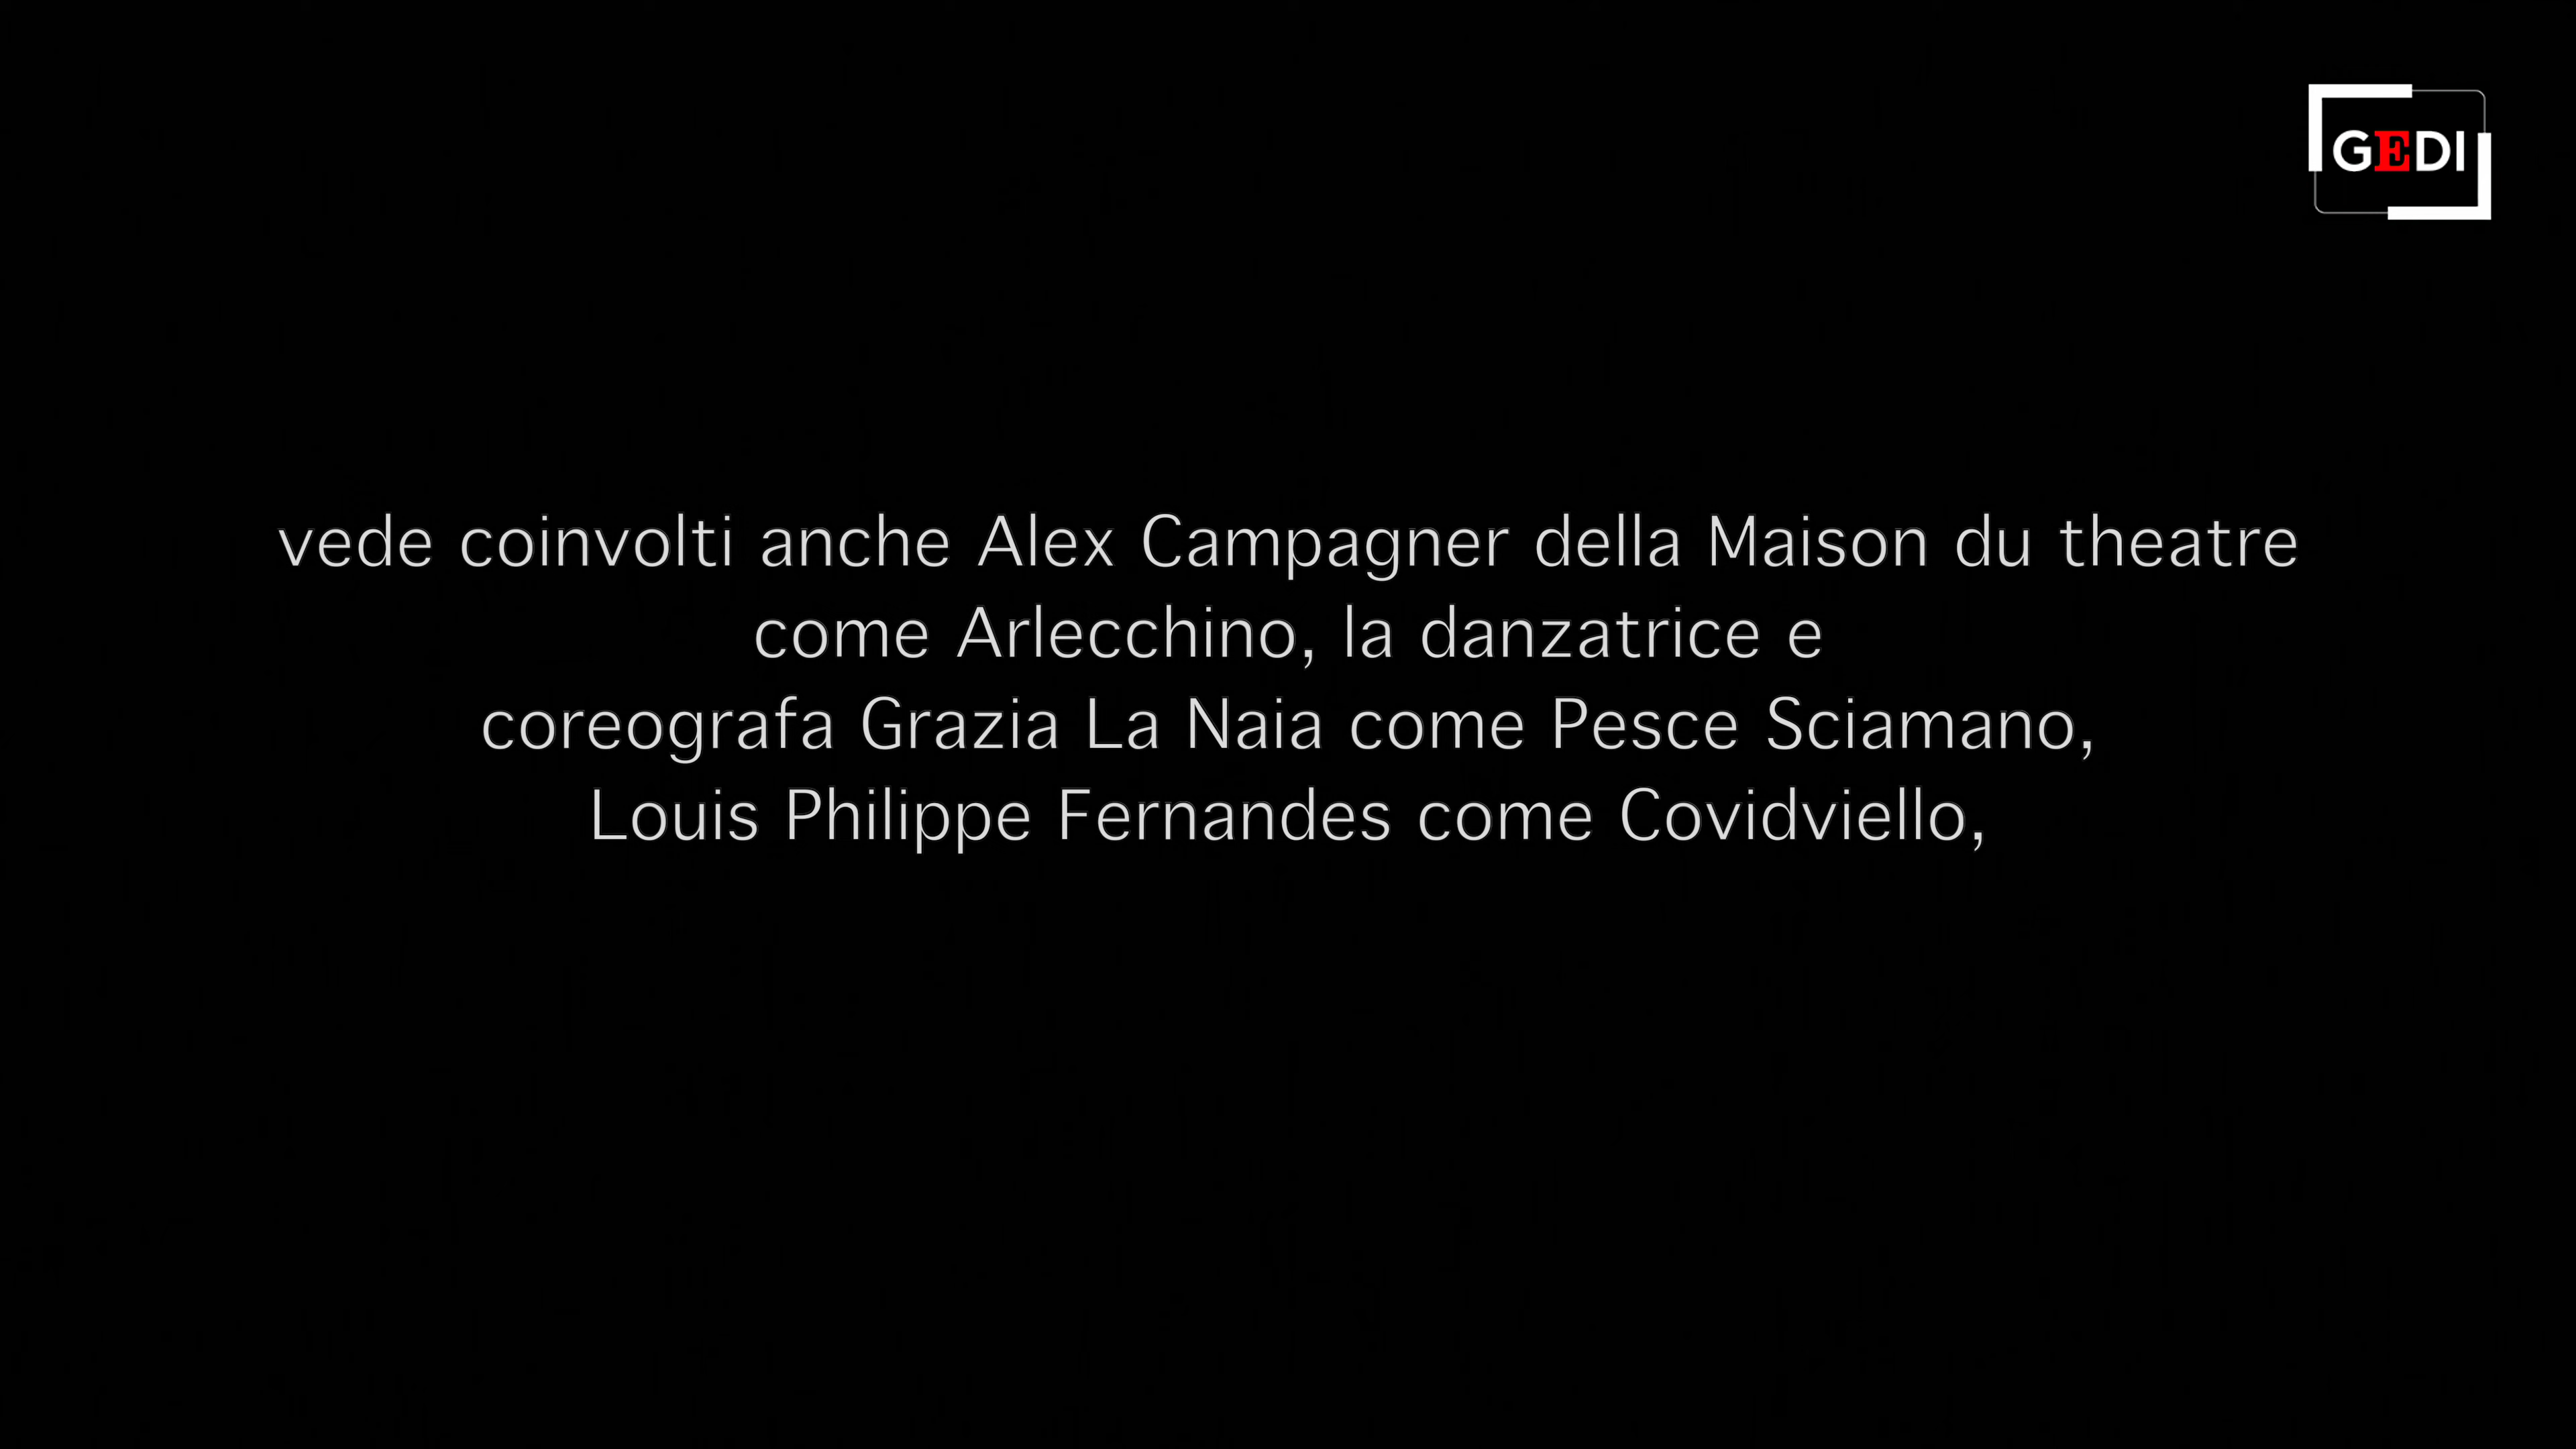 GEDI
vede coinvolti anche Alex Campagner della Maison du theatre
come Arlecchino, la danzatrice e
coreografa Grazia La Naia come Pesce Sciamano,
Louis Philippe Fernandes come Covidviello,